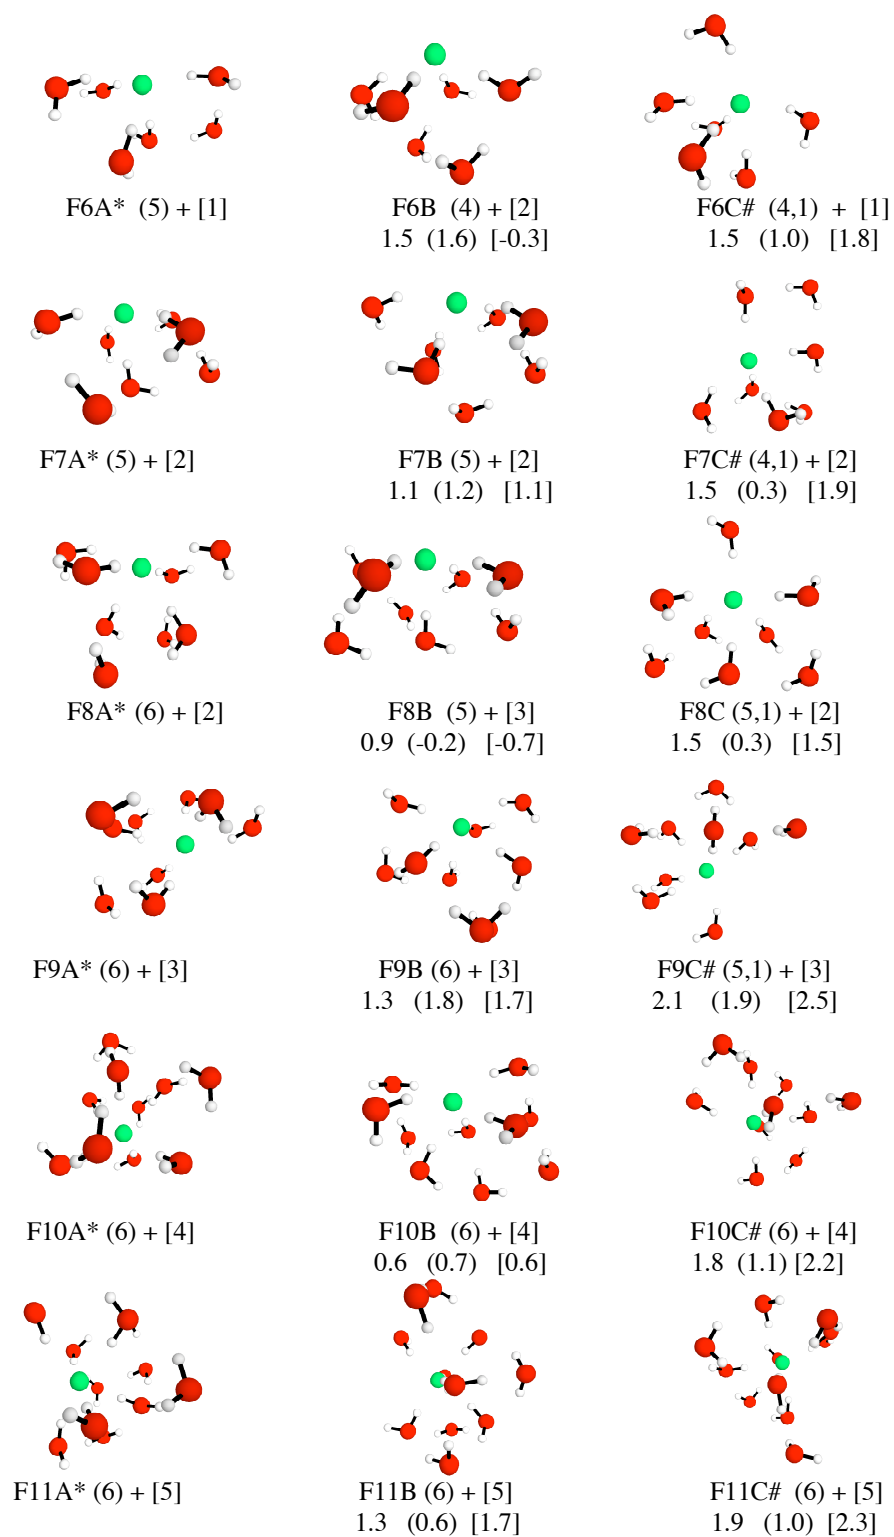 F6A* (5) + [1]
F6B (4) + [2]
1.5 (1.6) [-0.3]
F6C# (4,1) + [1]
1.5 (1.0) [1.8]
F7A* (5) + [2]
F7B (5) + [2]
1.1 (1.2) [1.1]
F7C# (4,1) + [2]
1.5 (0.3) [1.9]
F8A* (6) + [2]
F8B (5) + [3]
0.9 (-0.2) [-0.7]
F8C (5,1) + [2]
1.5 (0.3) [1.5]
F9A* (6) + [3]
F9B (6) + [3]
1.3 (1.8) [1.7]
F9C# (5,1) + [3]
2.1 (1.9) [2.5]
F10A* (6) + [4]
F10B (6) + [4]
0.6 (0.7) [0.6]
F10C# (6) + [4]
1.8 (1.1) [2.2]
F11A* (6) + [5]
F11B (6) + [5]
1.3 (0.6) [1.7]
F11C# (6) + [5]
1.9 (1.0) [2.3]